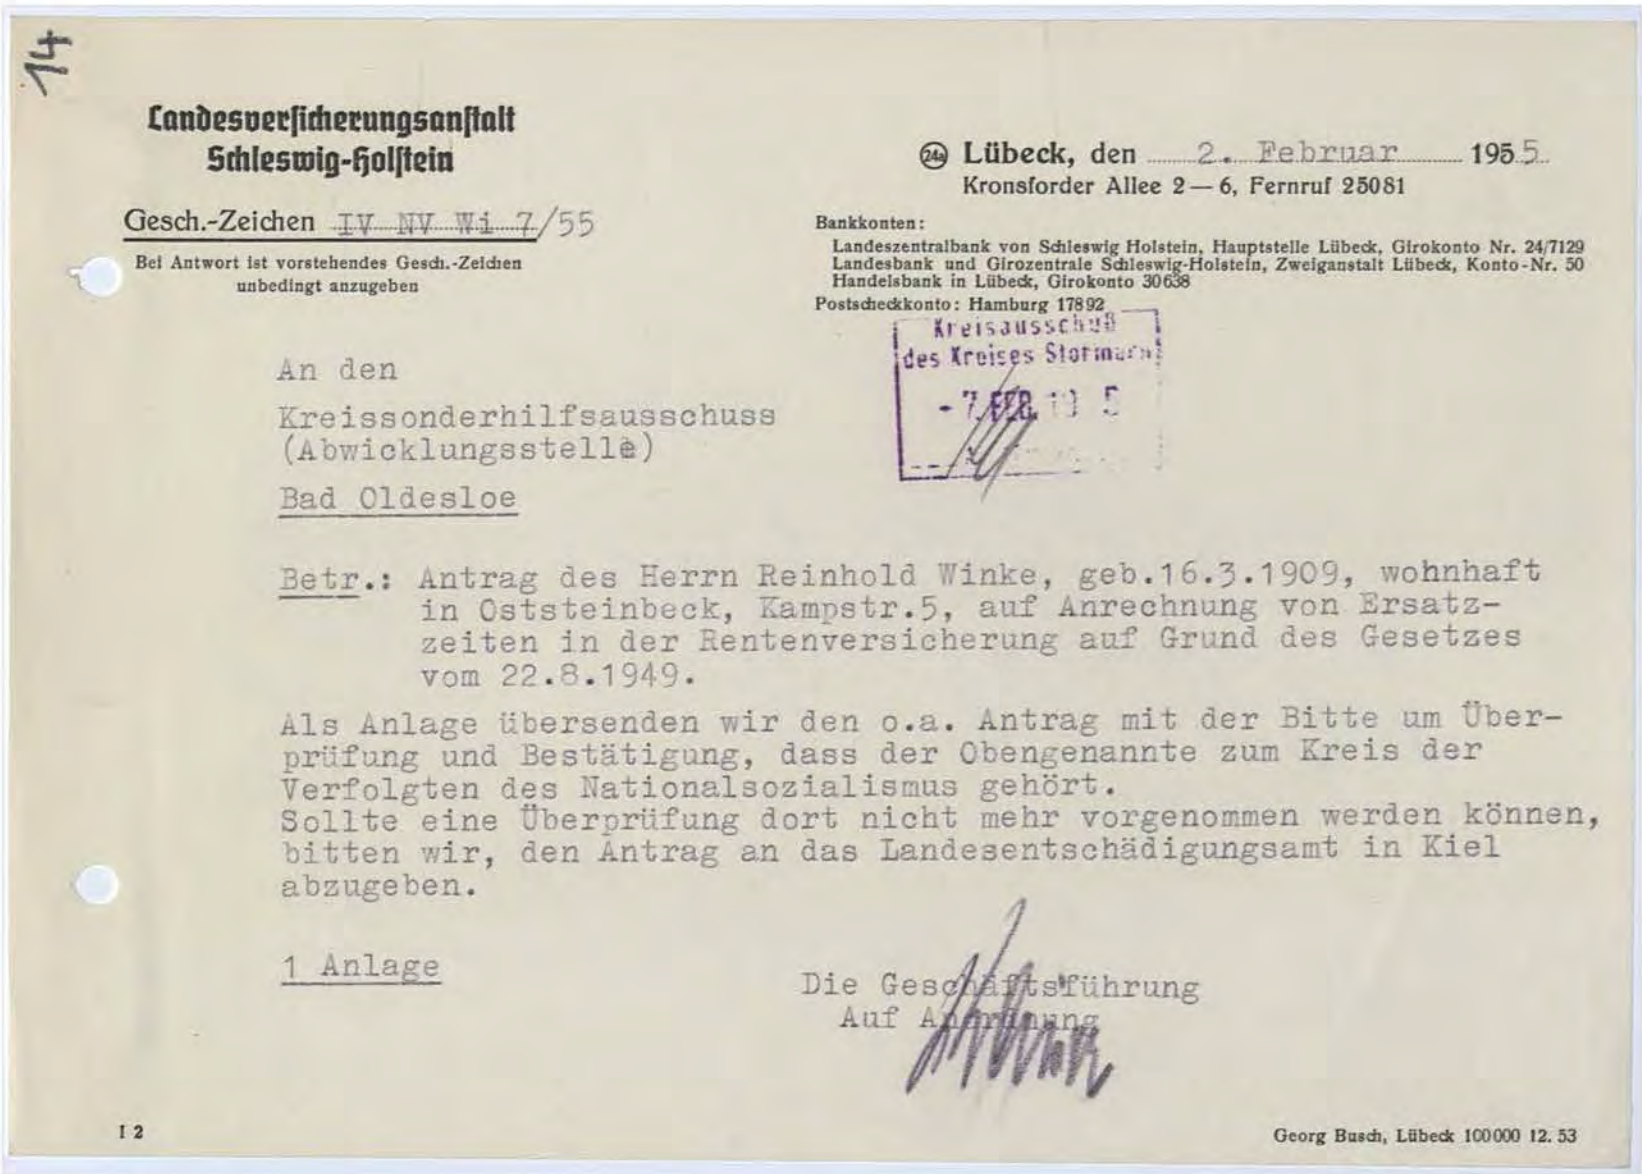 14
Landesversicherungsanstalt
Schleswig-Holstein
Gesch.-Zeichen IV NV Wi 7/55
Bei Antwort ist vorstehendes Gesch.-Zeichen
unbedingt anzugeben
24a Lübeck, den 2. Februar 1955
Kronsforder Allee 2—6, Fernruf 25081
Bankkonten:
Landeszentralbank von Schleswig Holstein, Hauptstelle Lübeck, Girokonto Nr. 24/7129
Landesbank und Girozentrale Schleswig-Holstein, Zweiganstalt Lübeck, Konto-Nr. 50
Handelsbank in Lübeck, Girokonto 30638
Postscheckkonto: Hamburg 17892
Kreisausschuß
des Kreises Stormarn
-7. FEB. 19 5
An den
Kreissonderhilfsausschuss
(Abwicklungsstelle)
Bad Oldesloe
Betr.: Antrag des Herrn Reinhold Winke, geb.16.3.1909, wohnhaft
in Oststeinbeck, Kampstr.5, auf Anrechnung von Ersatz-
zeiten in der Rentenversicherung auf Grund des Gesetzes
vom 22.8.1949.
Als Anlage übersenden wir den o.a. Antrag mit der Bitte um Über-
prüfung und Bestätigung, dass der Obengenannte zum Kreis der
Verfolgten des Nationalsozialismus gehört.
Sollte eine Überprüfung dort nicht mehr vorgenommen werden können,
bitten wir, den Antrag an das Landesentschädigungsamt in Kiel
abzugeben.
1 Anlage
Die Geschäftsführung
Auf Anordnung
I 2
Georg Busch, Lübeck 100000 12. 53